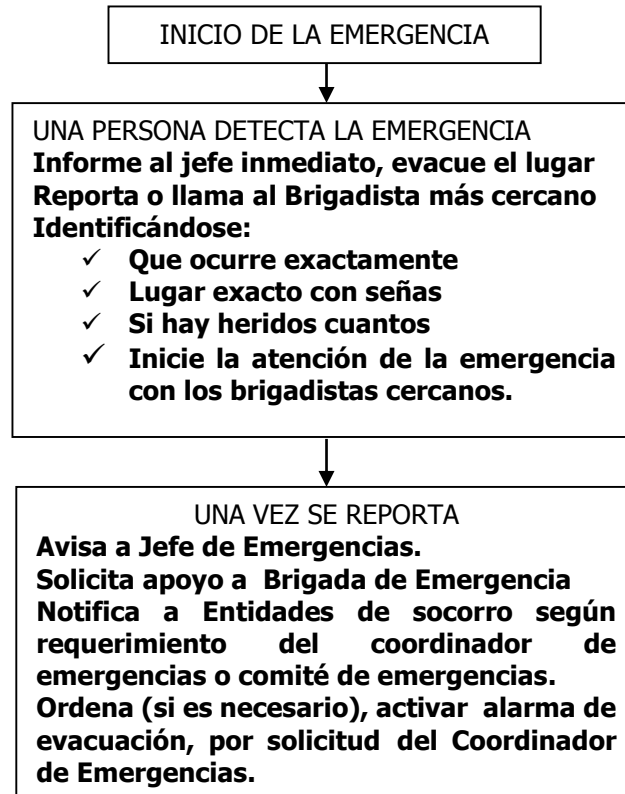 INICIO DE LA EMERGENCIA
UNA PERSONA DETECTA LA EMERGENCIA
Informe al jefe inmediato, evacue el lugar
Reporta o llama al Brigadista más cercano
Identificándose:
✓ Que ocurre exactamente
✓ Lugar exacto con señas
✓ Si hay heridos cuantos
✓ Inicie la atención de la emergencia
con los brigadistas cercanos.
UNA VEZ SE REPORTA
Avisa a Jefe de Emergencias.
Solicita apoyo a Brigada de Emergencia
Notifica a Entidades de socorro según
requerimiento del coordinador de
emergencias o comité de emergencias.
Ordena (si es necesario), activar alarma de
evacuación, por solicitud del Coordinador
de Emergencias.